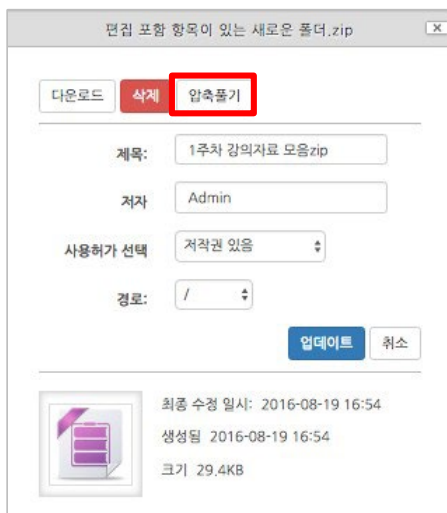 편집 포함 항목이 있는 새로운 폴더.zip
다운로드 삭제 압축풀기
제목: 1주차 강의자료 모음zip
저자 Admin
사용허가 선택 저작권 있음
경로: /
업데이트 취소
최종 수정 일시: 2016-08-19 16:54
생성됨 2016-08-19 16:54
크기 29.4KB